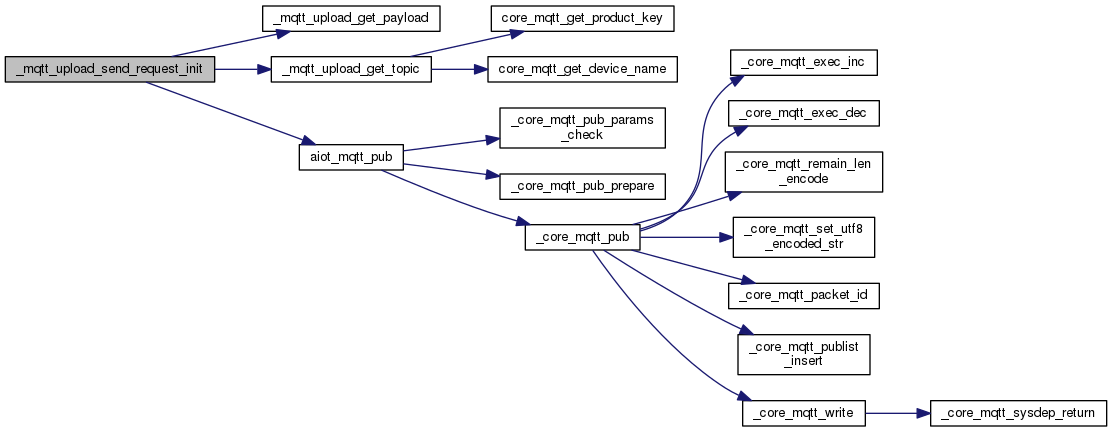 _mqtt_upload_get_payload
core_mqtt_get_product_key
_core_mqtt_exec_inc
_mqtt_upload_send_request_init
_mqtt_upload_get_topic
core_mqtt_get_device_name
_core_mqtt_exec_dec
_core_mqtt_pub_params
_check
aiot_mqtt_pub
_core_mqtt_remain_len
_encode
_core_mqtt_pub_prepare
_core_mqtt_pub
_core_mqtt_set_utf8
_encoded_str
_core_mqtt_packet_id
_core_mqtt_publist
_insert
_core_mqtt_write
_core_mqtt_sysdep_return